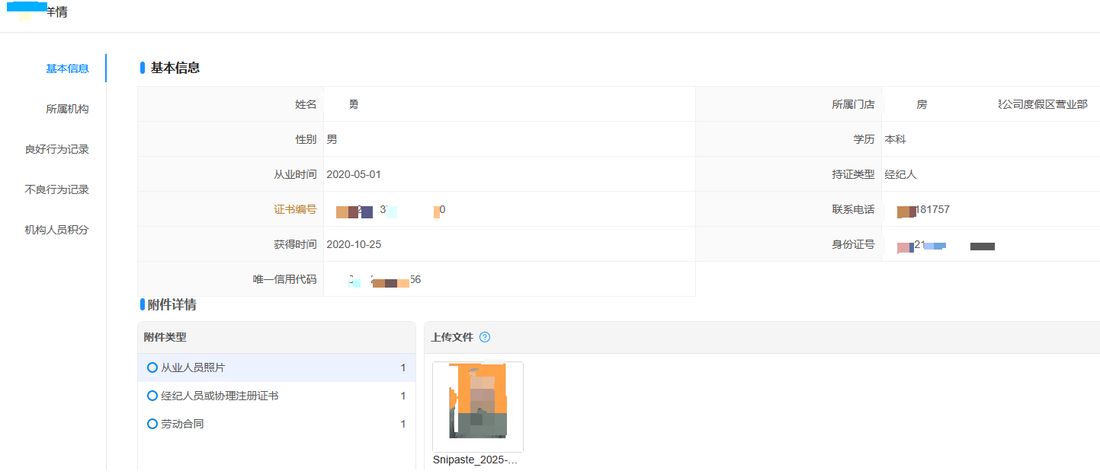 详情
基本信息
所属机构
良好行为记录
不良行为记录
机构人员积分
基本信息
姓名 勇 所属门店 房 公司度假区营业部
性别 男 学历 本科
从业时间 2020-05-01 持证类型 经纪人
证书编号 2 3 0 联系电话 181757
获得时间 2020-10-25 身份证号 21
唯一信用代码 56
附件详情
附件类型 上传文件
从业人员照片 1
经纪人员或协理注册证书 1
劳动合同 1
Snipaste_2025-...